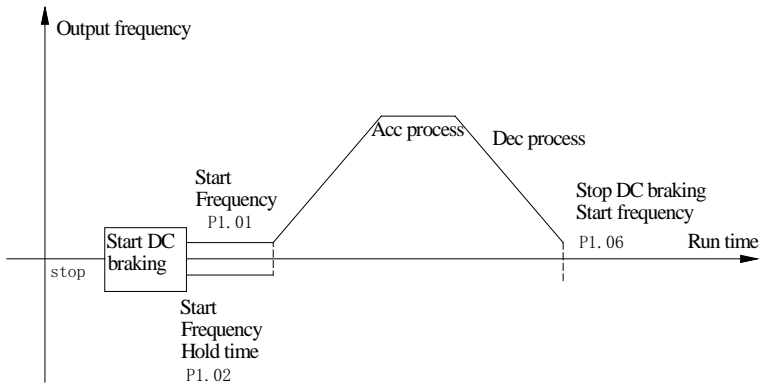 Output frequency
Acc process
Dec process
Start
Frequency
P1.01
Stop DC braking
Start frequency
P1.06
Run time
Start DC
braking
stop
Start
Frequency
Hold time
P1.02